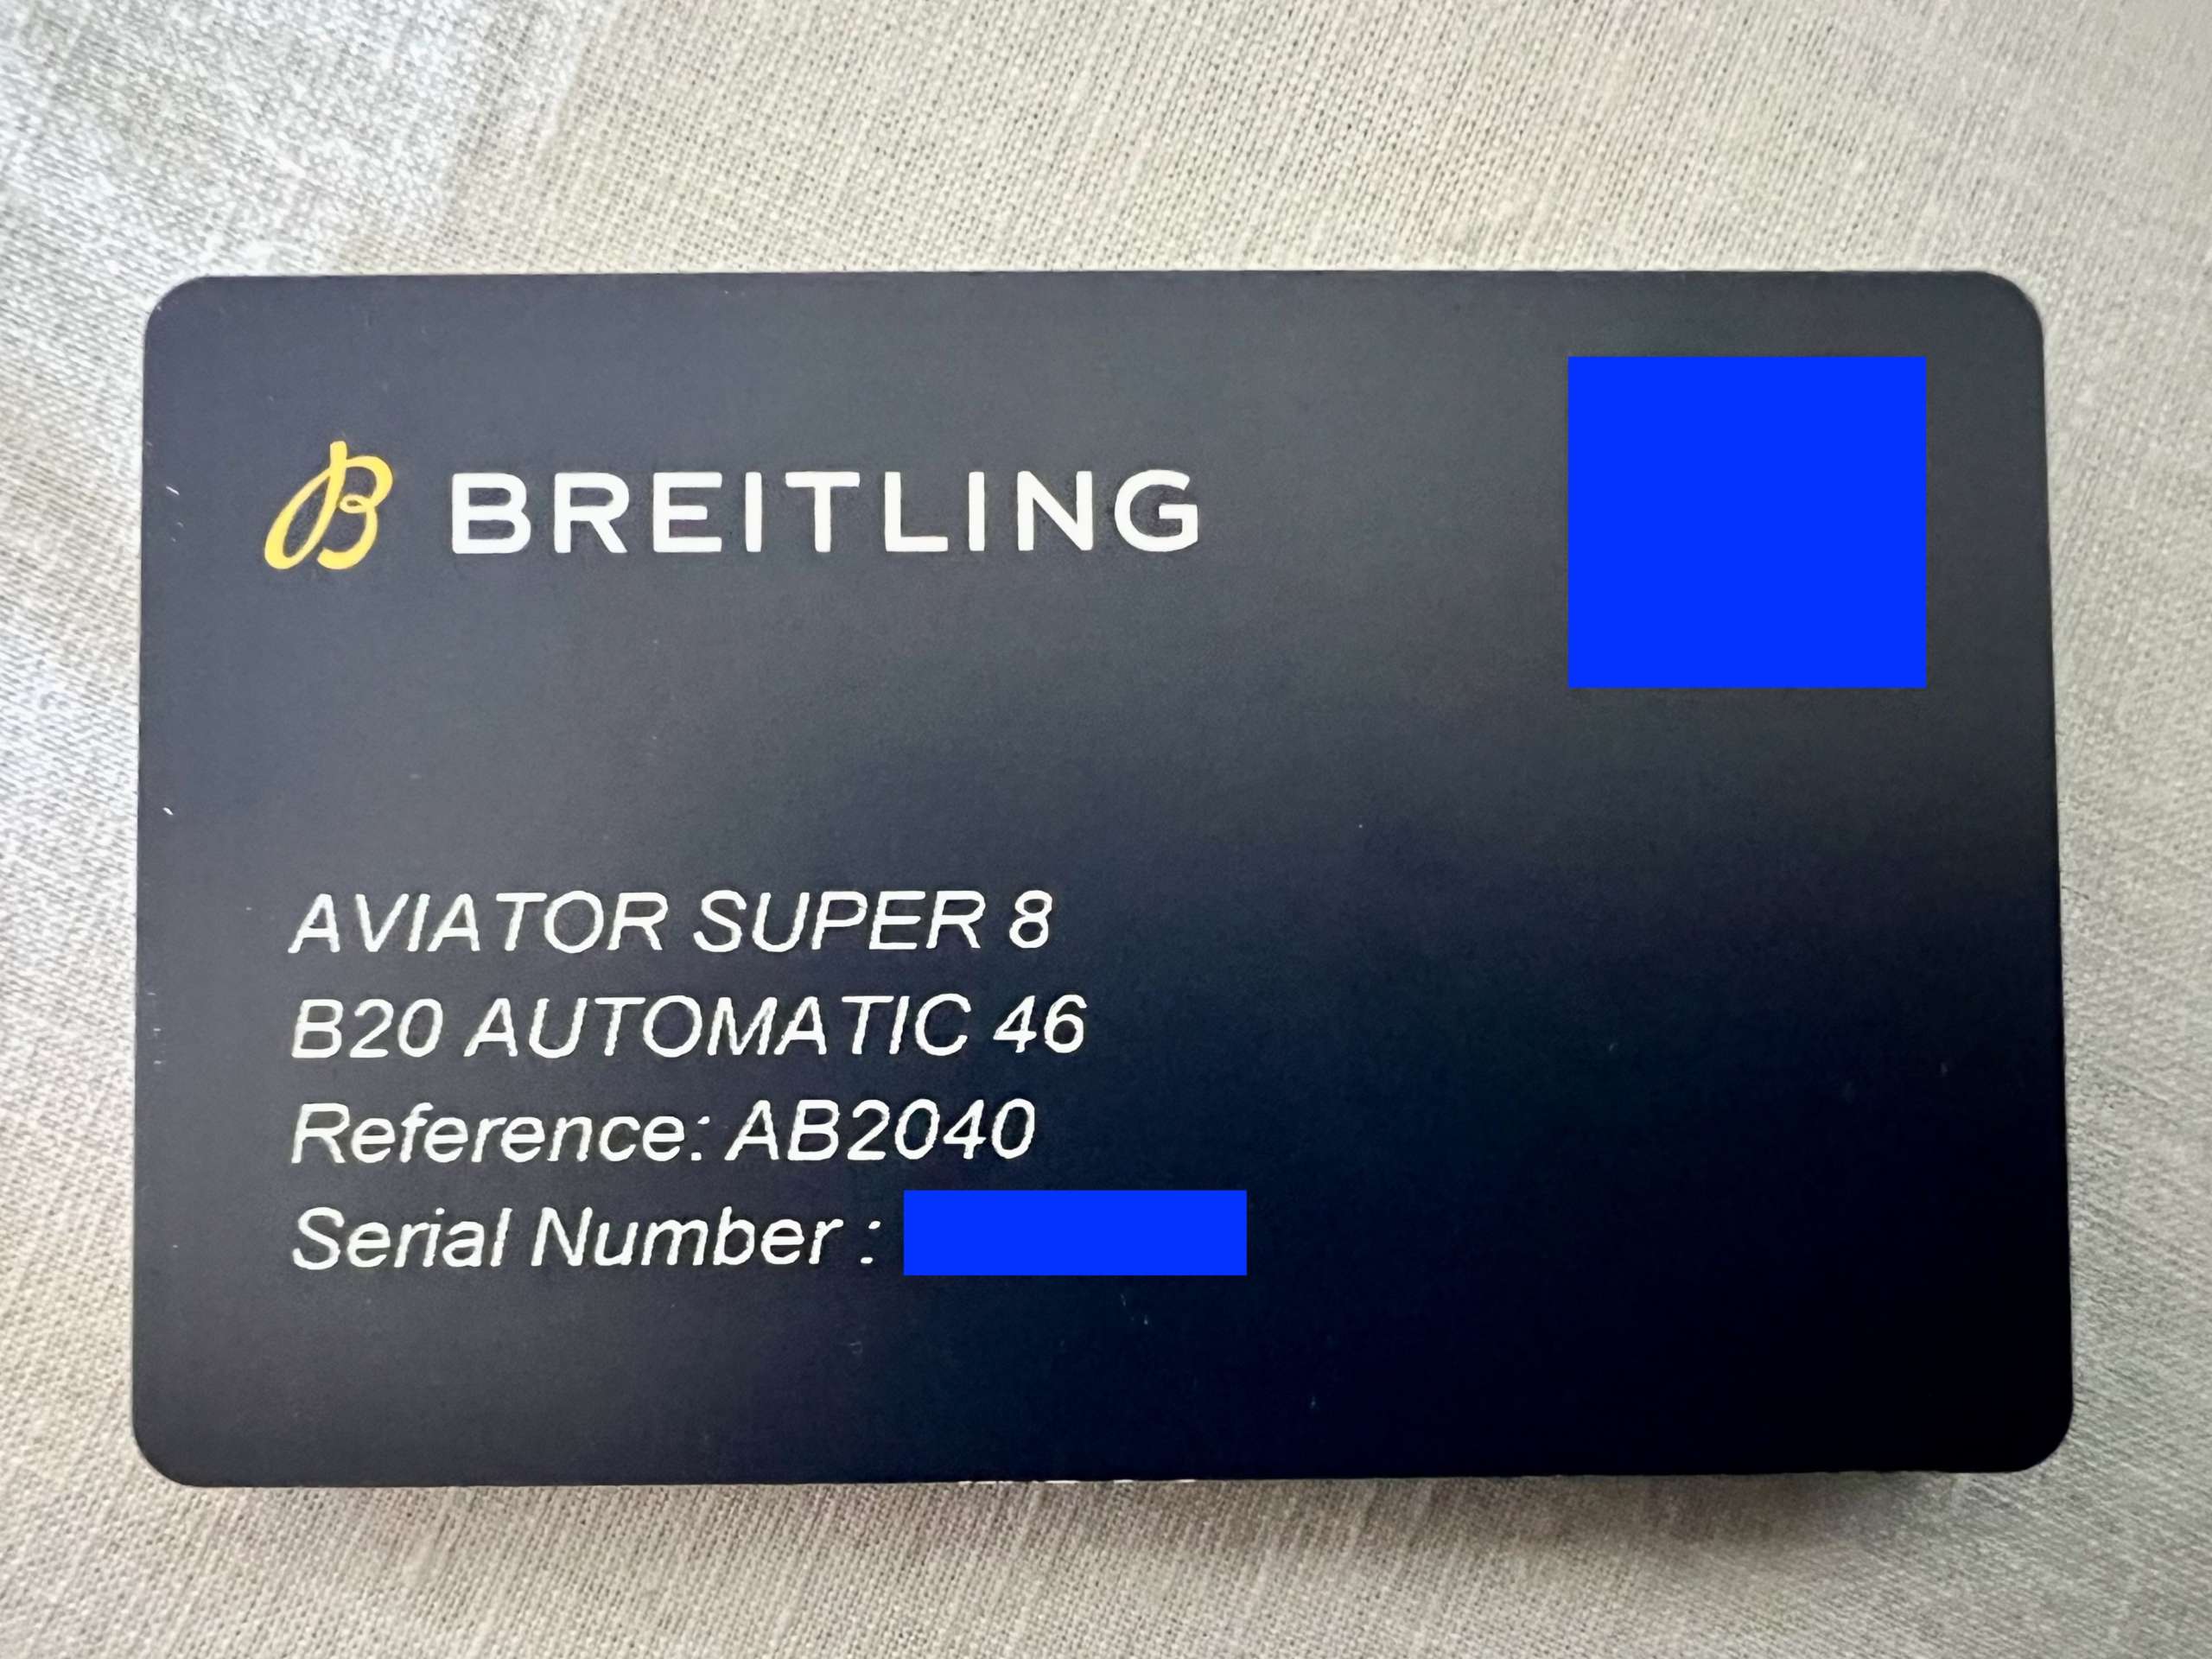 B BREITLING
AVIATOR SUPER 8
B20 AUTOMATIC 46
Reference: AB2040
Serial Number :